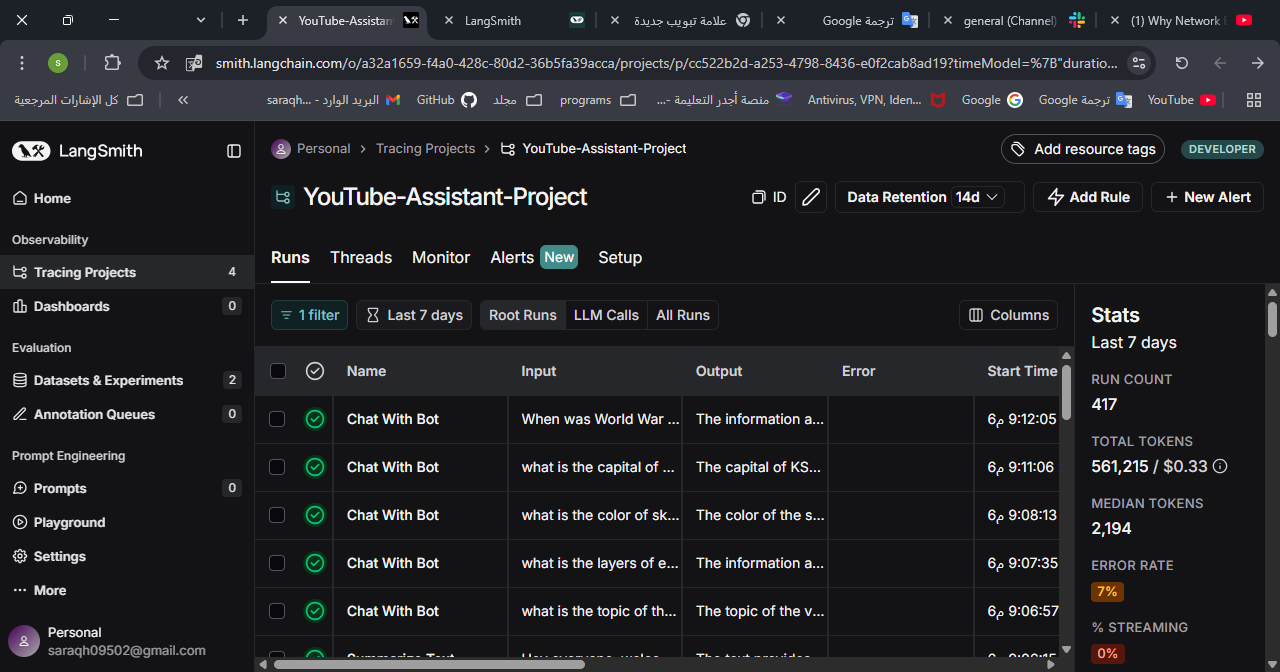 YouTube-Assistan
LangSmith
علامة تبويب جديدة
ترجمة Google
general (Channel)
(1) Why Network
s
smith.langchain.com/o/a32a1659-f4a0-428c-80d2-36b5fa39acca/projects/p/cc522b2d-a253-4798-8436-e0f2cab8ad19?timeModel=%7B"duratio...
كل الإشارات المرجعية
البريد الوارد - ...saraqh
GitHub
مجلد
programs
منصة أجدر التعليمة -...
Antivirus, VPN, Iden...
Google
ترجمة Google
YouTube
LangSmith
Home
Observability
Tracing Projects 4
Dashboards 0
Evaluation
Datasets & Experiments 2
Annotation Queues 0
Prompt Engineering
Prompts 0
Playground
Settings
More
Personal
saraqh09502@gmail.com
Personal > Tracing Projects > YouTube-Assistant-Project
Add resource tags
DEVELOPER
YouTube-Assistant-Project
ID
Data Retention 14d
Add Rule
+ New Alert
Runs Threads Monitor Alerts New Setup
1 filter Last 7 days Root Runs LLM Calls All Runs Columns
Name Input Output Error Start Time
Chat With Bot When was World War ... The information a... 6م 9:12:05
Chat With Bot what is the capital of ... The capital of KS... 6م 9:11:06
Chat With Bot what is the color of sk... The color of the s... 6م 9:08:13
Chat With Bot what is the layers of e... The information a... 6م 9:07:35
Chat With Bot what is the topic of th... The topic of the v... 6م 9:06:57
Stats
Last 7 days
RUN COUNT
417
TOTAL TOKENS
561,215 / $0.33
MEDIAN TOKENS
2,194
ERROR RATE
7%
% STREAMING
0%